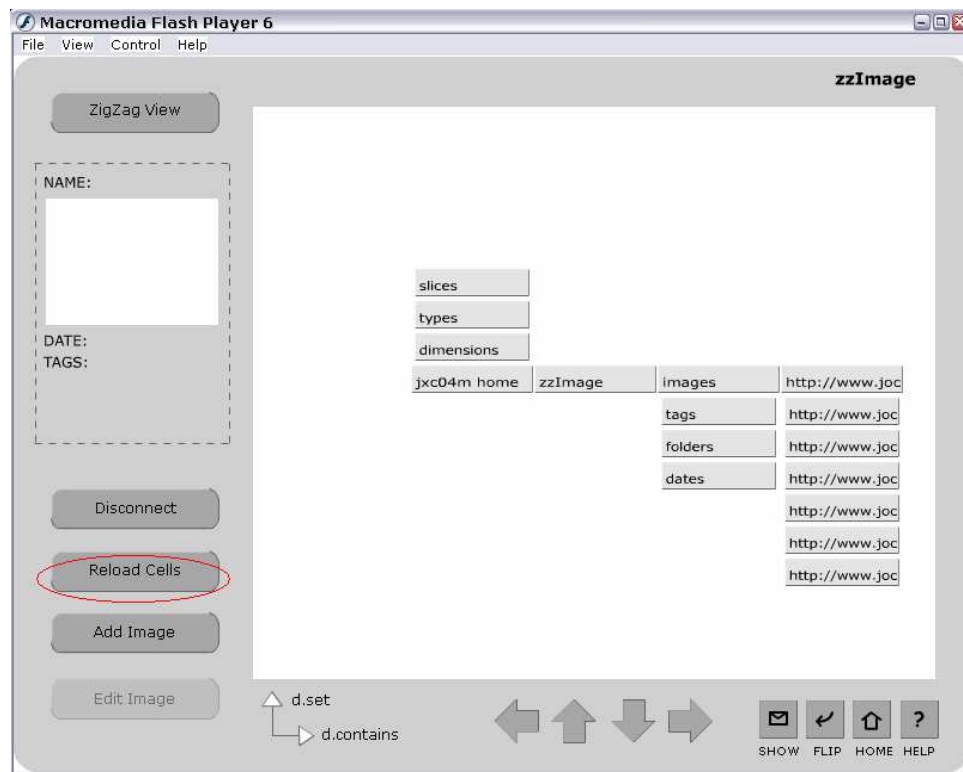 Macromedia Flash Player 6
File View Control Help
zzImage
ZigZag View
NAME:
DATE:
TAGS:
slices
types
dimensions
jxc04m home zzImage images http://www.joc
tags http://www.joc
folders http://www.joc
dates http://www.joc
http://www.joc
http://www.joc
http://www.joc
Disconnect
Reload Cells
Add Image
Edit Image
d.set
d.contains
?
SHOW FLIP HOME HELP